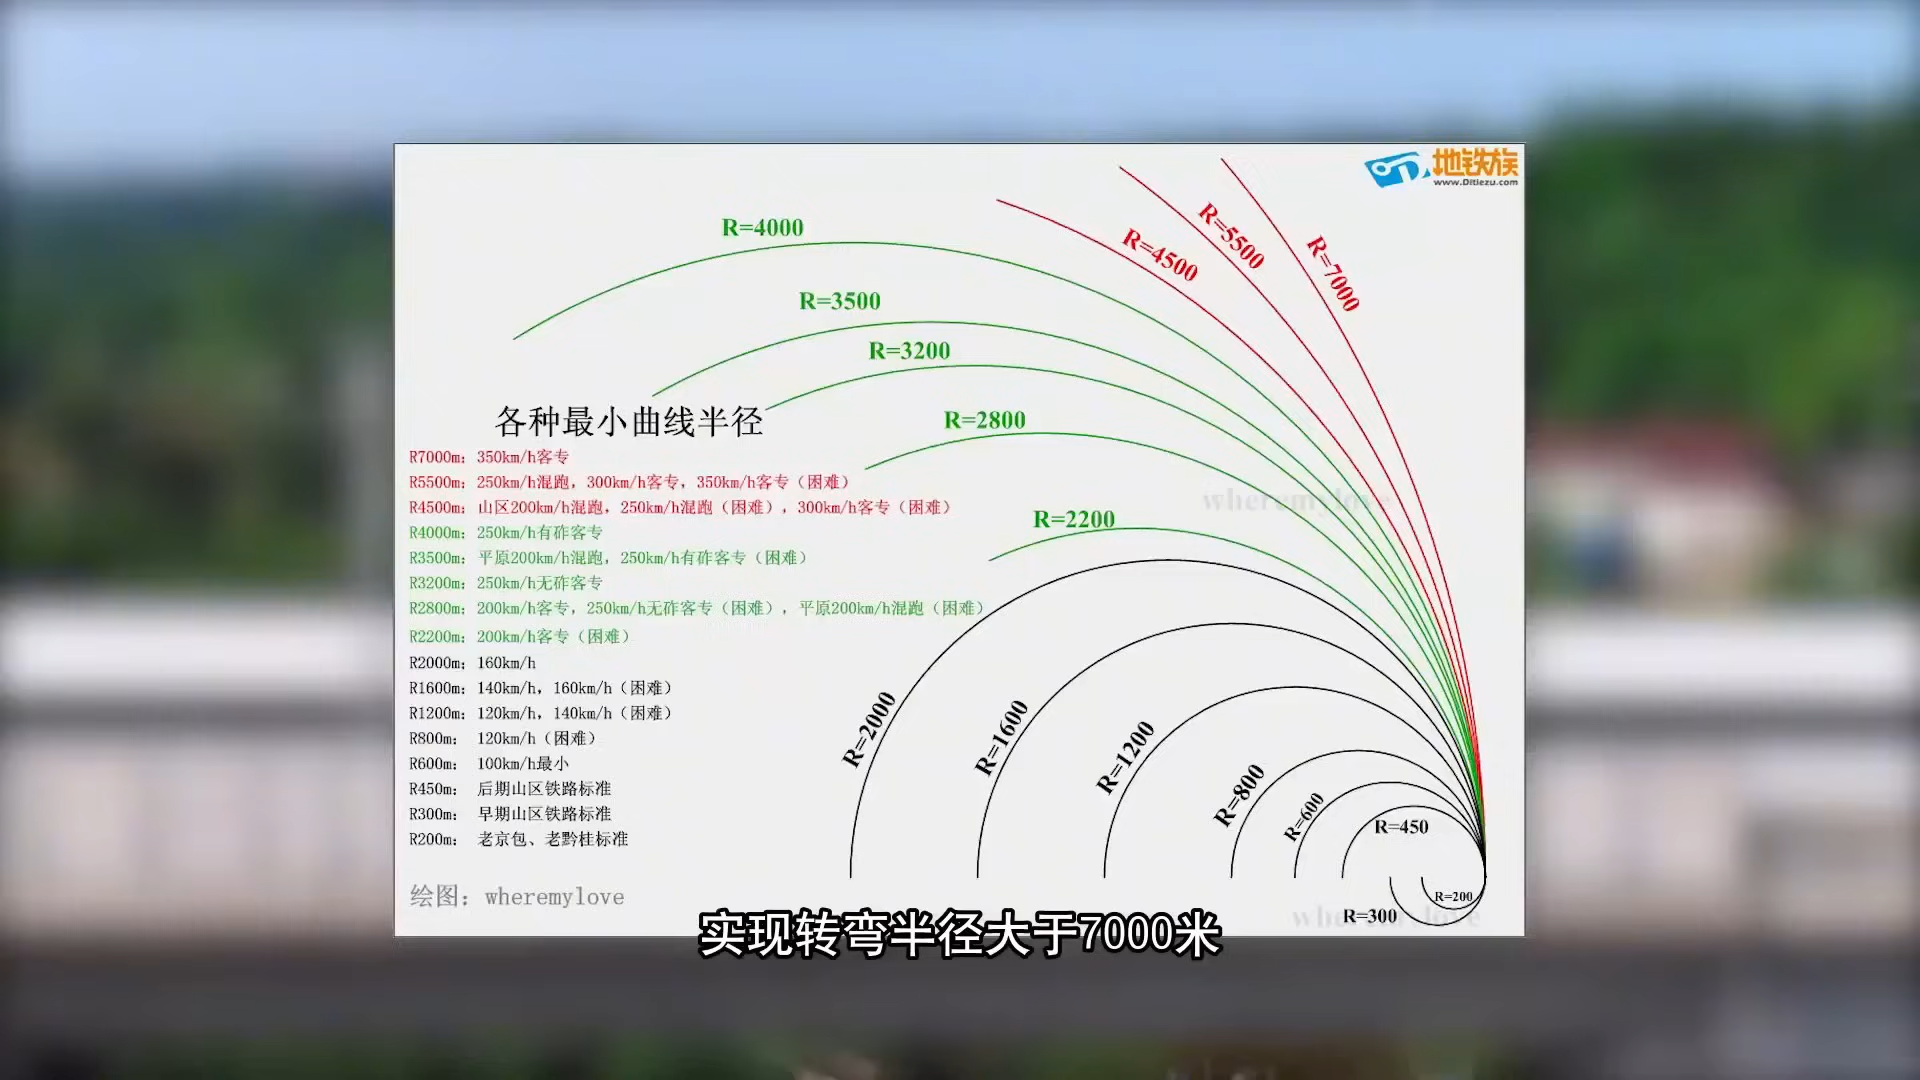 地铁族
www.Ditiezu.com
R=4000
R=3500
R=3200
R=2800
R=2200
R=4500
R=5500
R=7000
各种最小曲线半径
R7000m: 350km/h客专
R5500m: 250km/h混跑，300km/h客专，350km/h客专（困难）
R4500m: 山区200km/h混跑，250km/h混跑（困难），300km/h客专（困难）
R4000m: 250km/h有砟客专
R3500m: 平原200km/h混跑，250km/h有砟客专（困难）
R3200m: 250km/h无砟客专
R2800m: 200km/h客专，250km/h无砟客专（困难），平原200km/h混跑（困难）
R2200m: 200km/h客专（困难）
R2000m: 160km/h
R1600m: 140km/h，160km/h（困难）
R1200m: 120km/h，140km/h（困难）
R800m: 120km/h（困难）
R600m: 100km/h最小
R450m: 后期山区铁路标准
R300m: 早期山区铁路标准
R200m: 老京包、老黔桂标准
绘图：wheremylove
wheremylove
R=2000
R=1600
R=1200
R=800
R=600
R=450
R=200
R=300
wheremylove
实现转弯半径大于7000米